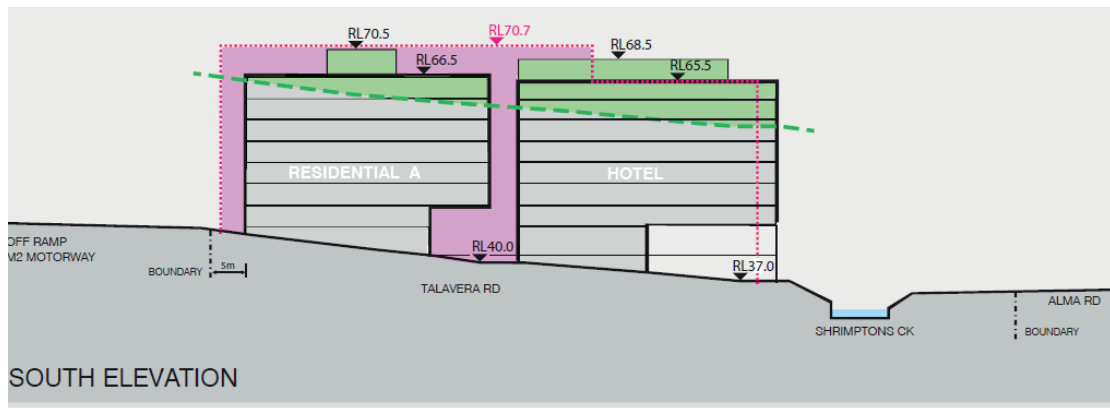 RL70.5
RL70.7
RL68.5
RL66.5
RL65.5
RESIDENTIAL A
HOTEL
OFF RAMP
M2 MOTORWAY
BOUNDARY
5m
RL40.0
RL37.0
TALAVERA RD
ALMA RD
SHRIMPTONS CK
BOUNDARY
SOUTH ELEVATION